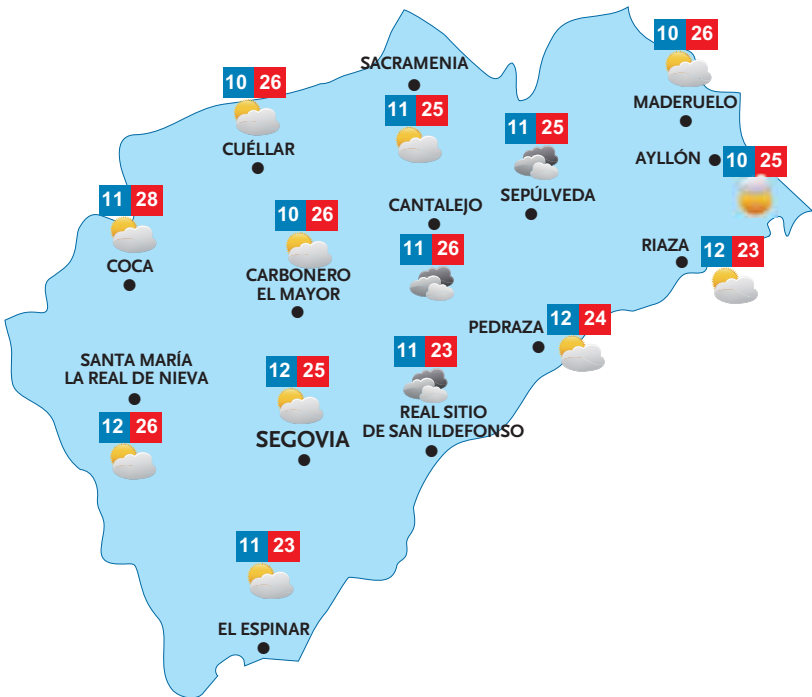 10 26
MADERUELO
SACRAMENIA
11 25
10 26
CUÉLLAR
11 25
SEPÚLVEDA
AYLLÓN
10 25
11 28
COCA
CANTALEJO
11 26
10 26
CARBONERO
EL MAYOR
RIAZA
12 23
PEDRAZA
12 24
SANTA MARÍA
LA REAL DE NIEVA
12 26
12 25
SEGOVIA
11 23
REAL SITIO
DE SAN ILDEFONSO
11 23
EL ESPINAR